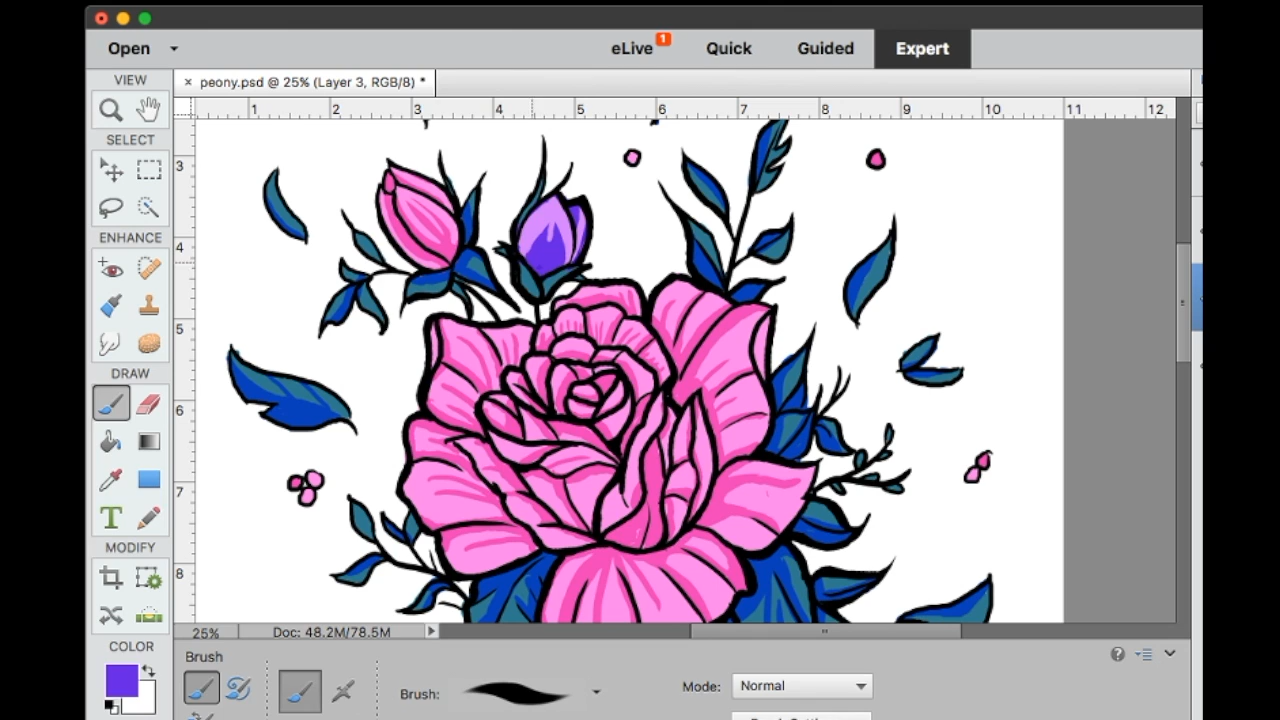 Open eLive 1 Quick Guided Expert
VIEW
× peony.psd @ 25% (Layer 3, RGB/8) *
1 2 3 4 5 6 7 8 9 10 11 12
SELECT
3
ENHANCE
4
5
DRAW
6
7
T
MODIFY
8
25% Doc: 48.2M/78.5M
COLOR
Brush
Brush: Mode: Normal